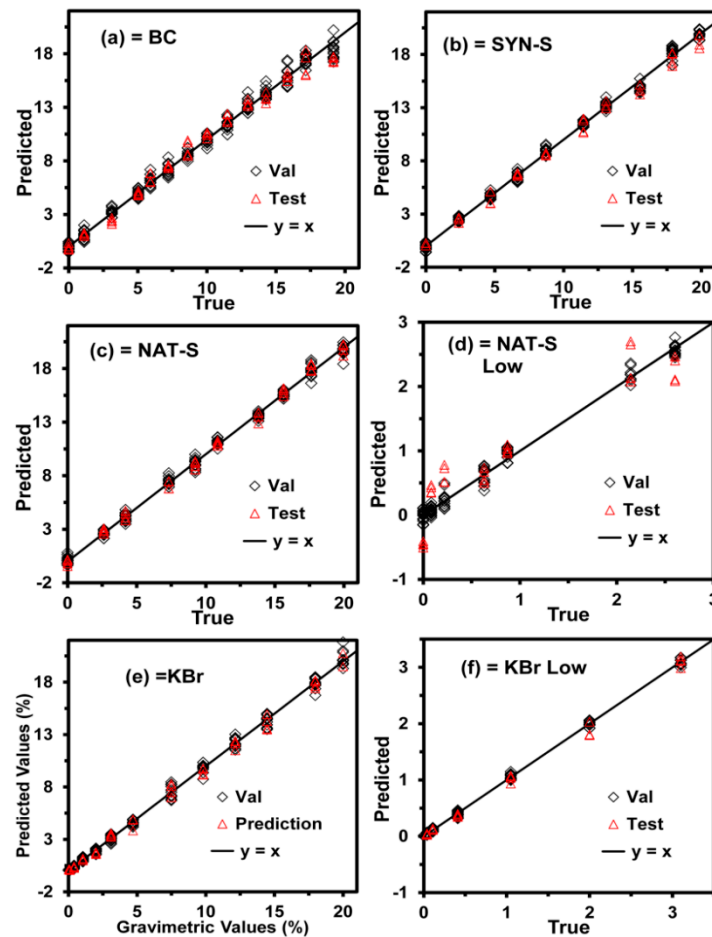 (a) = BC
18
13
8
3
-2
Predicted
Val
Test
y = x
0 5 10 15 20
True
(b) = SYN-S
18
13
8
3
-2
Predicted
Val
Test
y = x
0 5 10 15 20
True
(c) = NAT-S
18
13
8
3
-2
Predicted
Val
Test
y = x
0 5 10 15 20
True
(d) = NAT-S
Low
3
2
1
0
-1
Predicted
Val
Test
y = x
0 1 2 3
True
(e) =KBr
18
13
8
3
-2
Predicted Values (%)
Val
Prediction
y = x
0 5 10 15 20
Gravimetric Values (%)
(f) = KBr Low
3
2
1
0
-1
Predicted
Val
Test
y = x
0 1 2 3
True